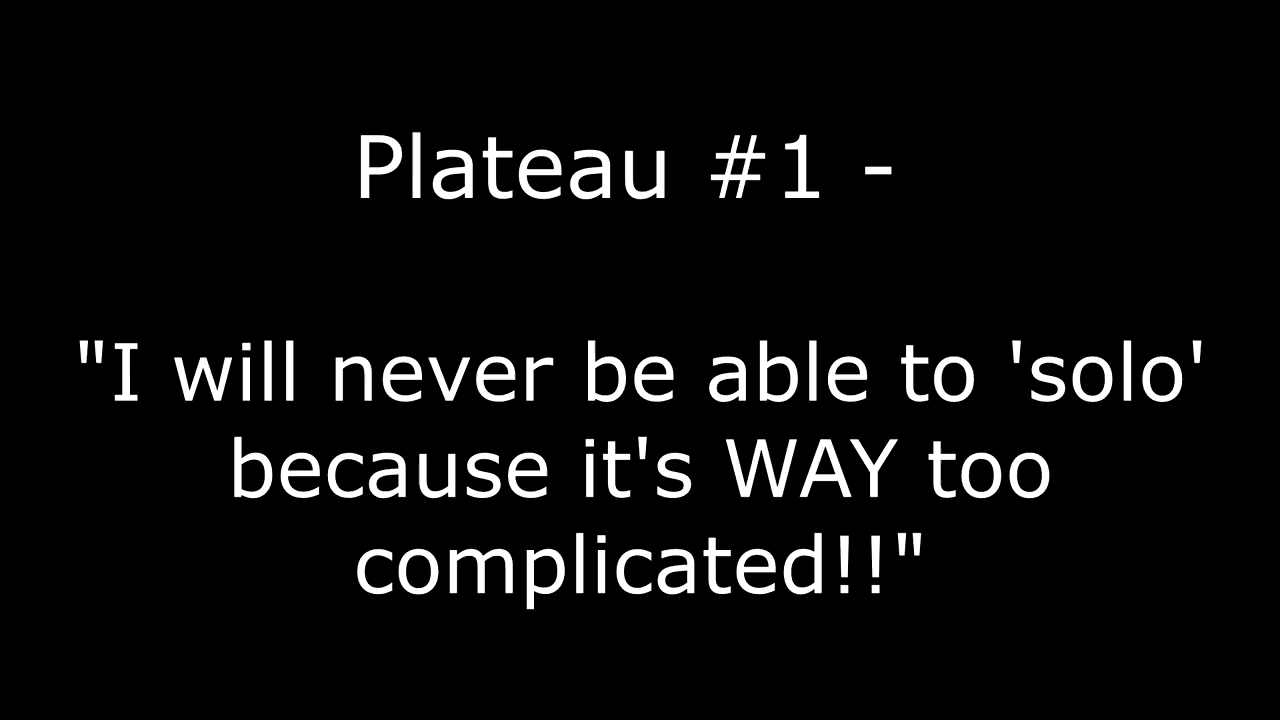 Plateau #1 -
"I will never be able to 'solo'
because it's WAY too
complicated!!"